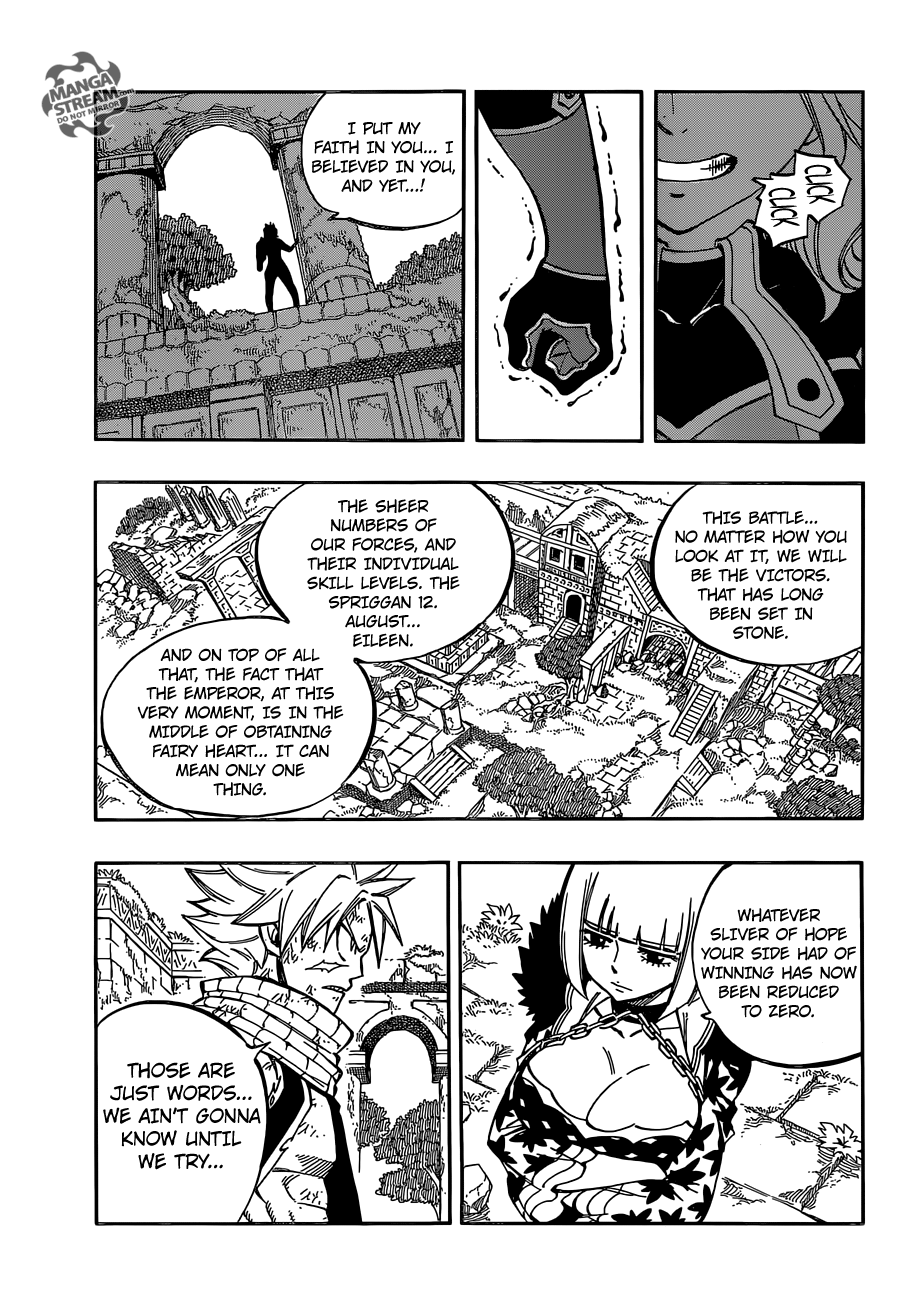 MANGA
STREAM.com
DO NOT MIRROR
CLICK
CLICK
I PUT MY
FAITH IN YOU... I
BELIEVED IN YOU,
AND YET...!
THIS BATTLE...
NO MATTER HOW YOU
LOOK AT IT, WE WILL
BE THE VICTORS.
THAT HAS LONG
BEEN SET IN
STONE.
THE SHEER
NUMBERS OF
OUR FORCES, AND
THEIR INDIVIDUAL
SKILL LEVELS. THE
SPRIGGAN 12.
AUGUST...
EILEEN.
AND ON TOP OF ALL
THAT, THE FACT THAT
THE EMPEROR, AT THIS
VERY MOMENT, IS IN THE
MIDDLE OF OBTAINING
FAIRY HEART... IT CAN
MEAN ONLY ONE
THING.
WHATEVER
SLIVER OF HOPE
YOUR SIDE HAD OF
WINNING HAS NOW
BEEN REDUCED
TO ZERO.
THOSE ARE
JUST WORDS...
WE AIN'T GONNA
KNOW UNTIL
WE TRY...